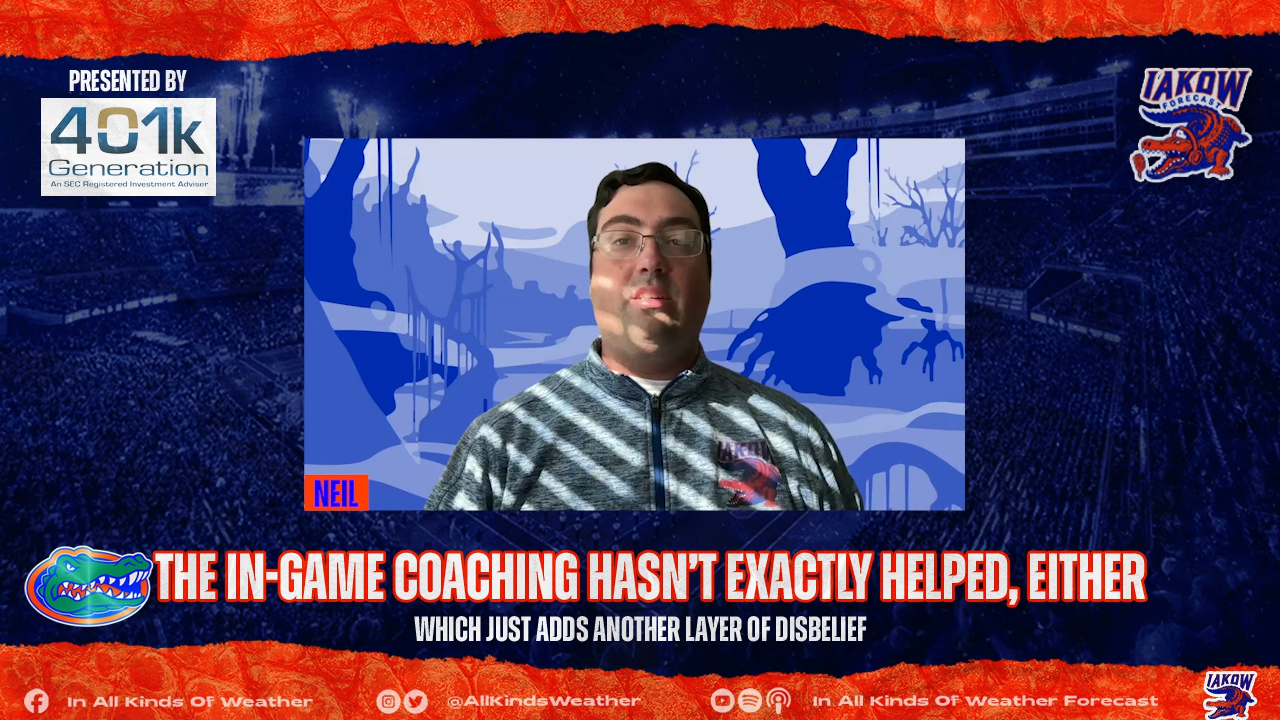 PRESENTED BY
401k
Generation
An SEC Registered Investment Adviser
IAKOW
FORECAST
IAKOW
NEIL
THE IN-GAME COACHING HASN'T EXACTLY HELPED, EITHER
WHICH JUST ADDS ANOTHER LAYER OF DISBELIEF
In All Kinds Of Weather
@AllKindsWeather
In All Kinds Of Weather Forecast
IAKOW